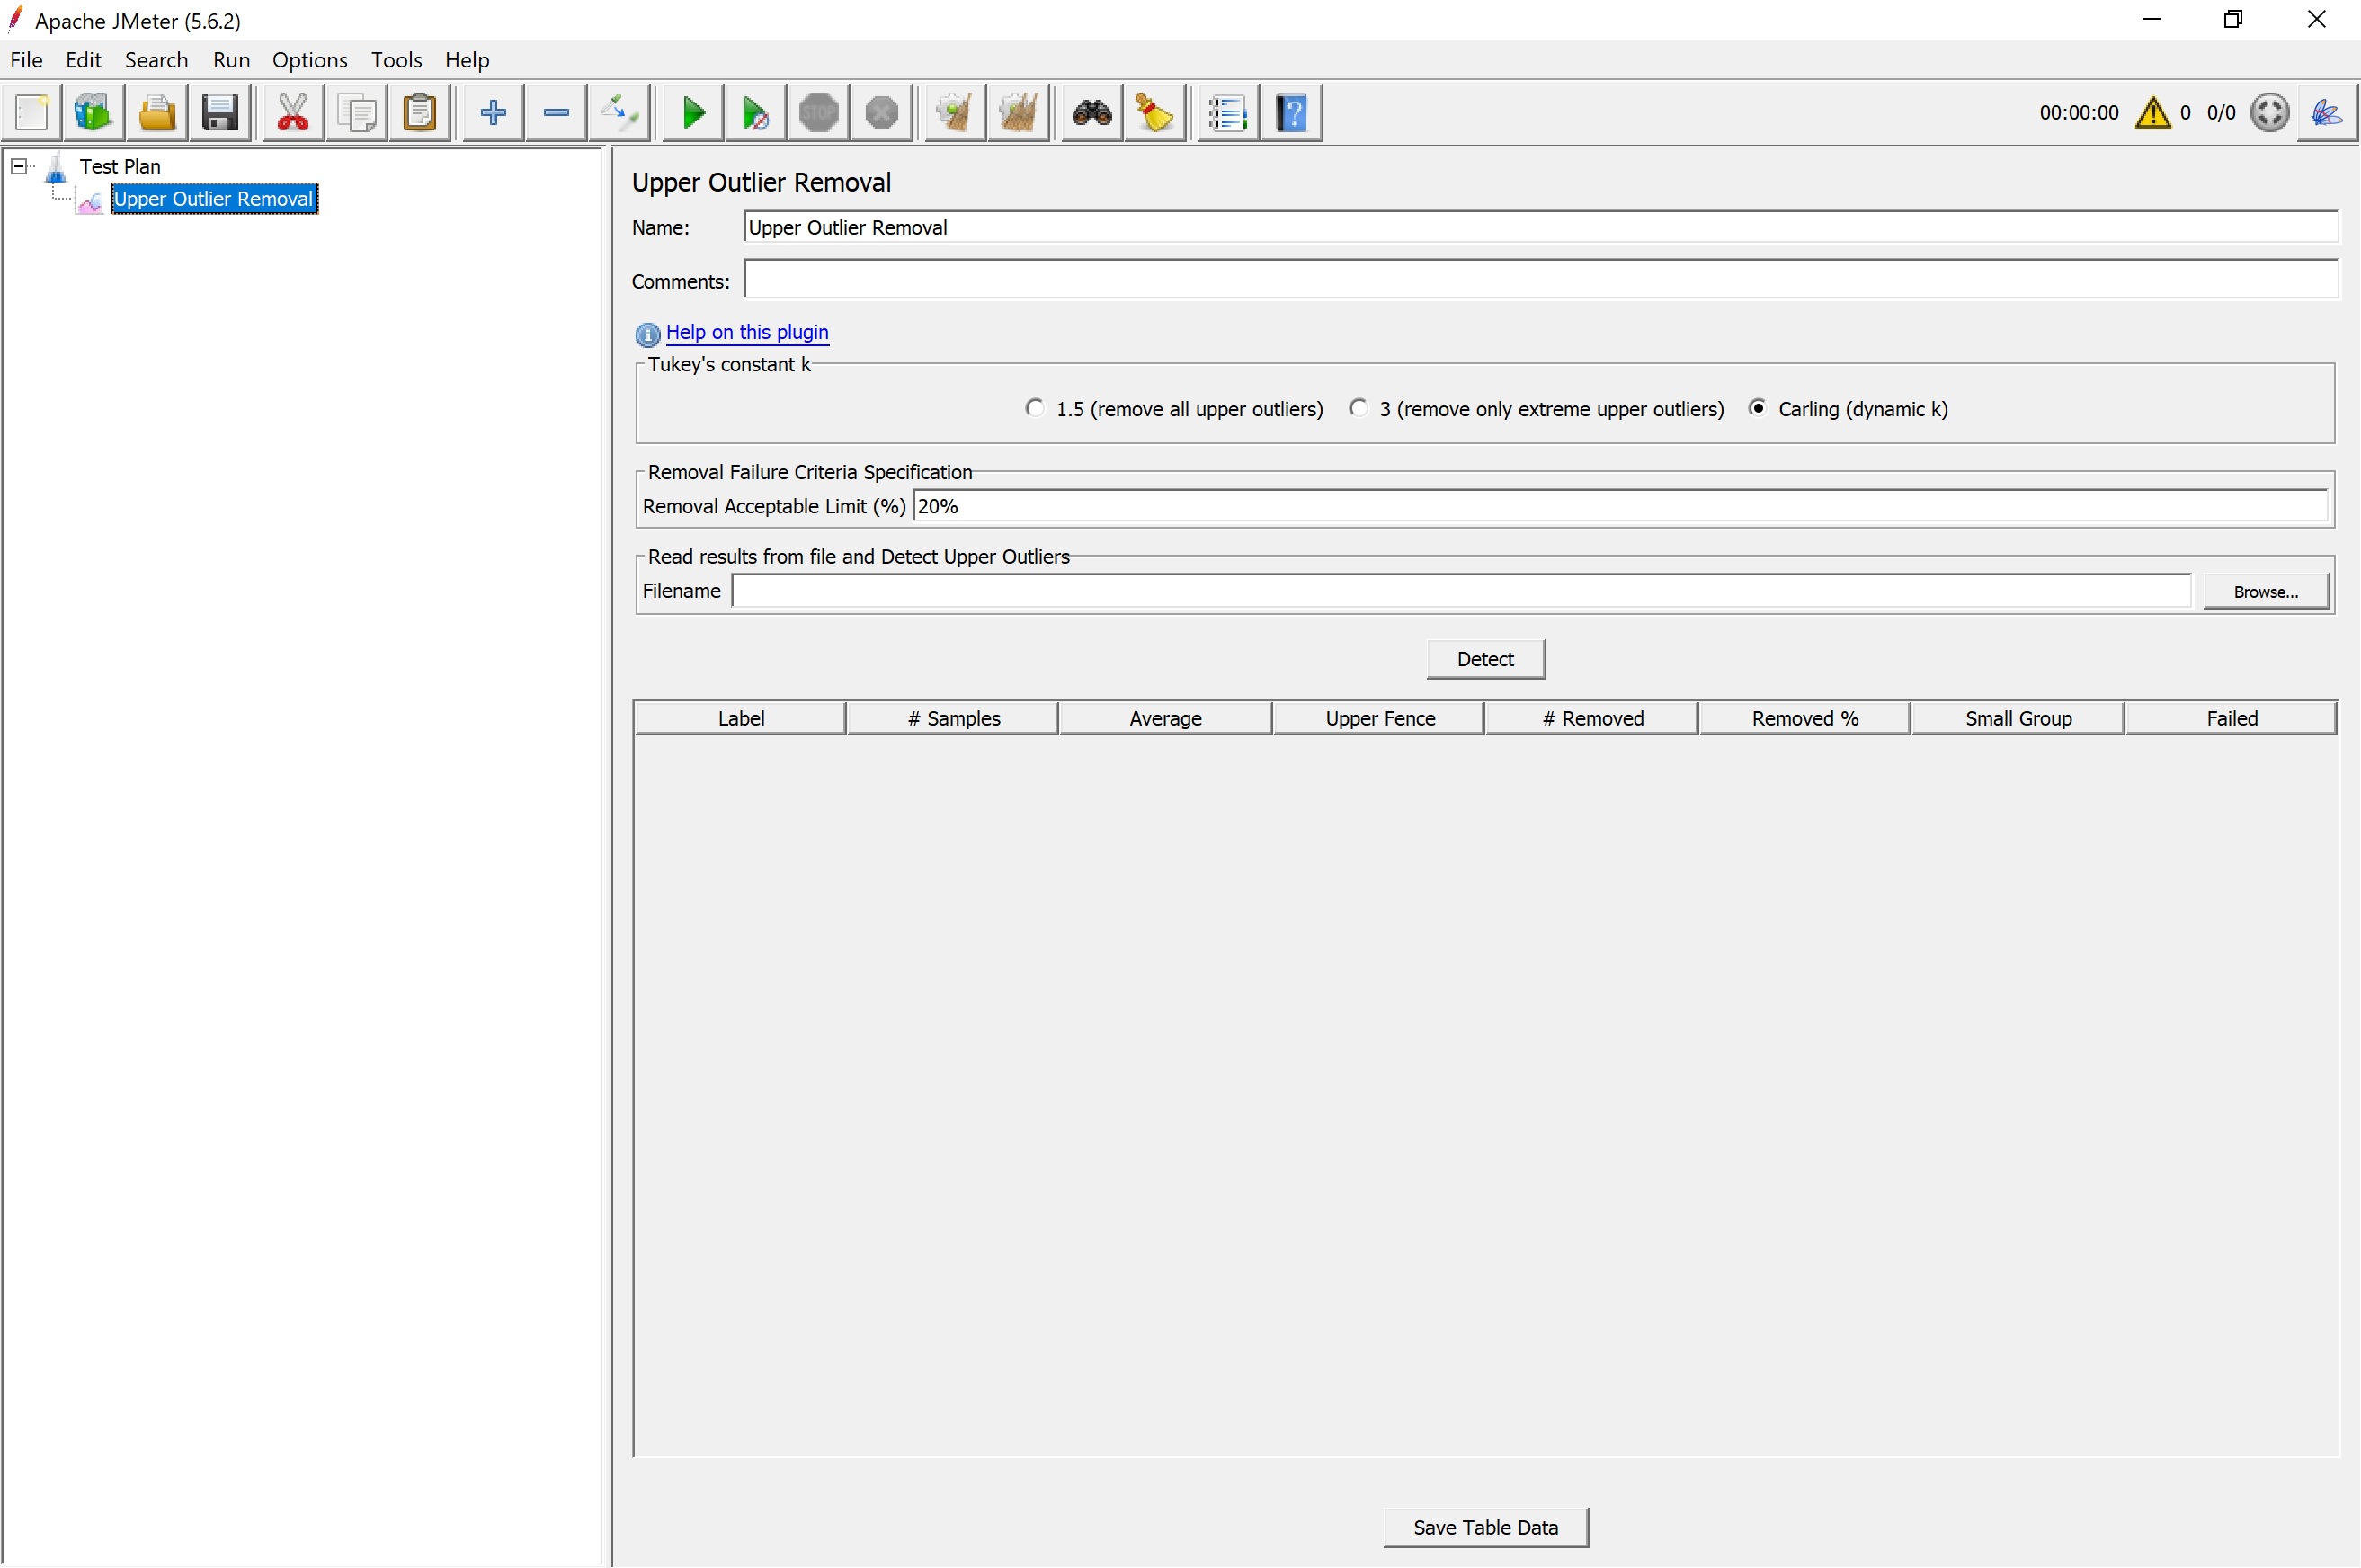 Apache JMeter (5.6.2)
File Edit Search Run Options Tools Help
STOP
00:00:00 0 0/0
Test Plan
Upper Outlier Removal
Upper Outlier Removal
Name: Upper Outlier Removal
Comments:
Help on this plugin
Tukey's constant k
1.5 (remove all upper outliers) 3 (remove only extreme upper outliers) Carling (dynamic k)
Removal Failure Criteria Specification
Removal Acceptable Limit (%) 20%
Read results from file and Detect Upper Outliers
Filename Browse...
Detect
Label # Samples Average Upper Fence # Removed Removed % Small Group Failed
Save Table Data